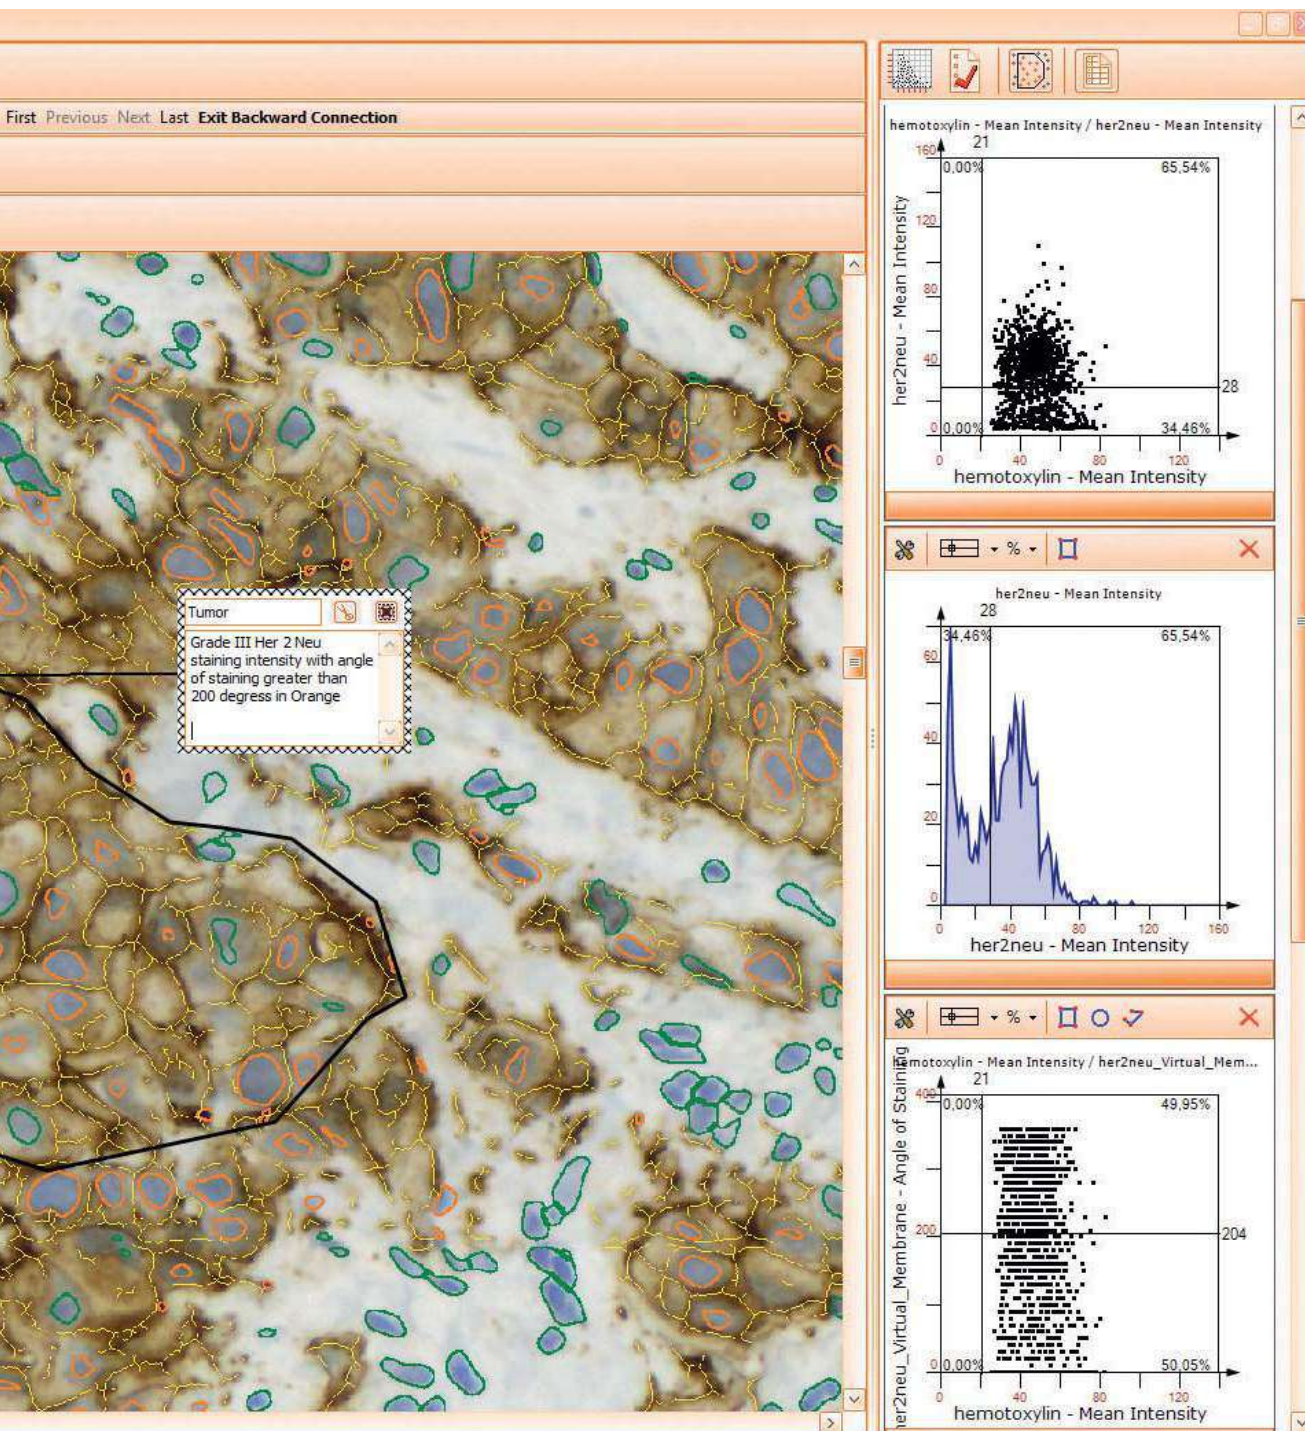 First Previous Next Last Exit Backward Connection
Tumor
Grade III Her 2 Neu
staining intensity with angle
of staining greater than
200 degress in Orange
hemotoxylin - Mean Intensity / her2neu - Mean Intensity
21
160
0,00%
65,54%
120
80
40
28
0
0,00%
34,46%
0 40 80 120
her2neu - Mean Intensity
hemotoxylin - Mean Intensity
%
her2neu - Mean Intensity
28
34,46%
65,54%
60
40
20
0
0 40 80 120 160
her2neu - Mean Intensity
%
hemotoxylin - Mean Intensity / her2neu_Virtual_Mem...
21
400
0,00%
49,95%
200
204
0
0,00%
50,05%
0 40 80 120
her2neu_Virtual_Membrane - Angle of Staining
hemotoxylin - Mean Intensity